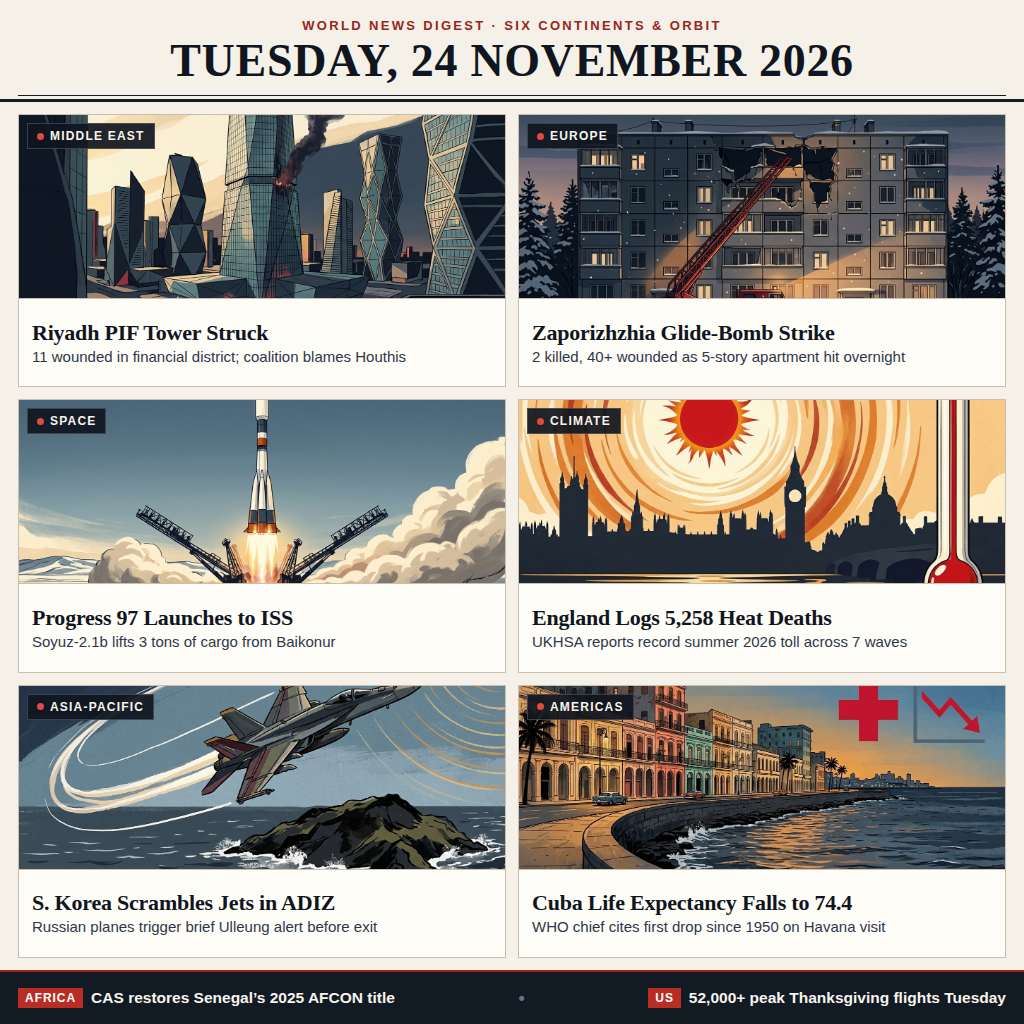 WORLD NEWS DIGEST · SIX CONTINENTS & ORBIT
TUESDAY, 24 NOVEMBER 2026
MIDDLE EAST
Riyadh PIF Tower Struck
11 wounded in financial district; coalition blames Houthis
EUROPE
Zaporizhzhia Glide-Bomb Strike
2 killed, 40+ wounded as 5-story apartment hit overnight
SPACE
Progress 97 Launches to ISS
Soyuz-2.1b lifts 3 tons of cargo from Baikonur
CLIMATE
England Logs 5,258 Heat Deaths
UKHSA reports record summer 2026 toll across 7 waves
ASIA-PACIFIC
S. Korea Scrambles Jets in ADIZ
Russian planes trigger brief Ulleung alert before exit
AMERICAS
Cuba Life Expectancy Falls to 74.4
WHO chief cites first drop since 1950 on Havana visit
AFRICA CAS restores Senegal’s 2025 AFCON title
US 52,000+ peak Thanksgiving flights Tuesday